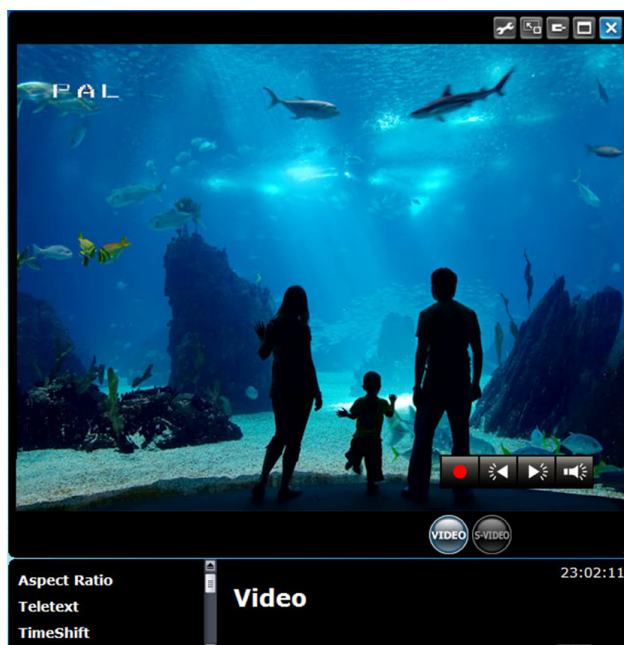 PAL
VIDEO
S-VIDEO
Aspect Ratio
Teletext
TimeShift
Video
23:02:11